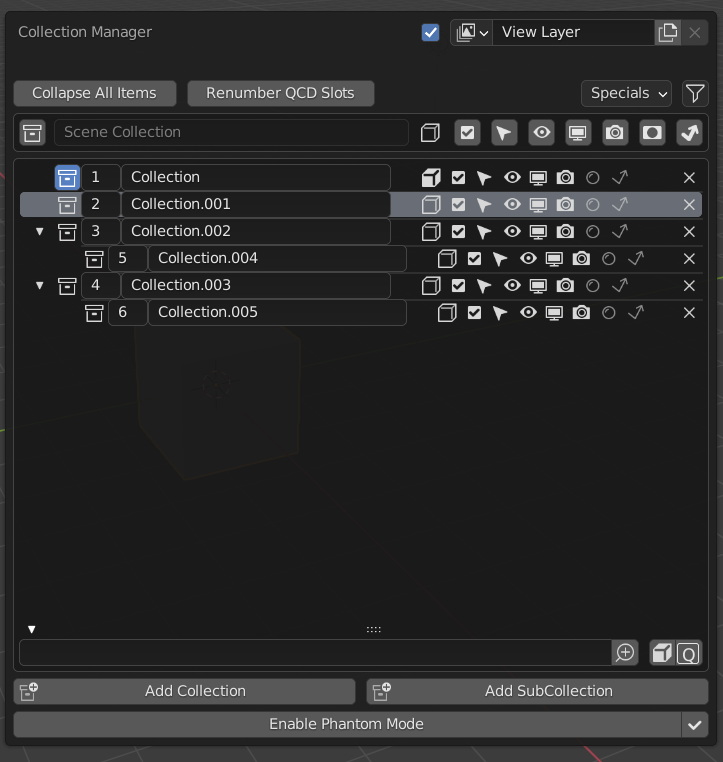 Collection Manager
View Layer
Collapse All Items Renumber QCD Slots Specials
Scene Collection
1 Collection
2 Collection.001
3 Collection.002
5 Collection.004
4 Collection.003
6 Collection.005
Q
Add Collection Add SubCollection
Enable Phantom Mode